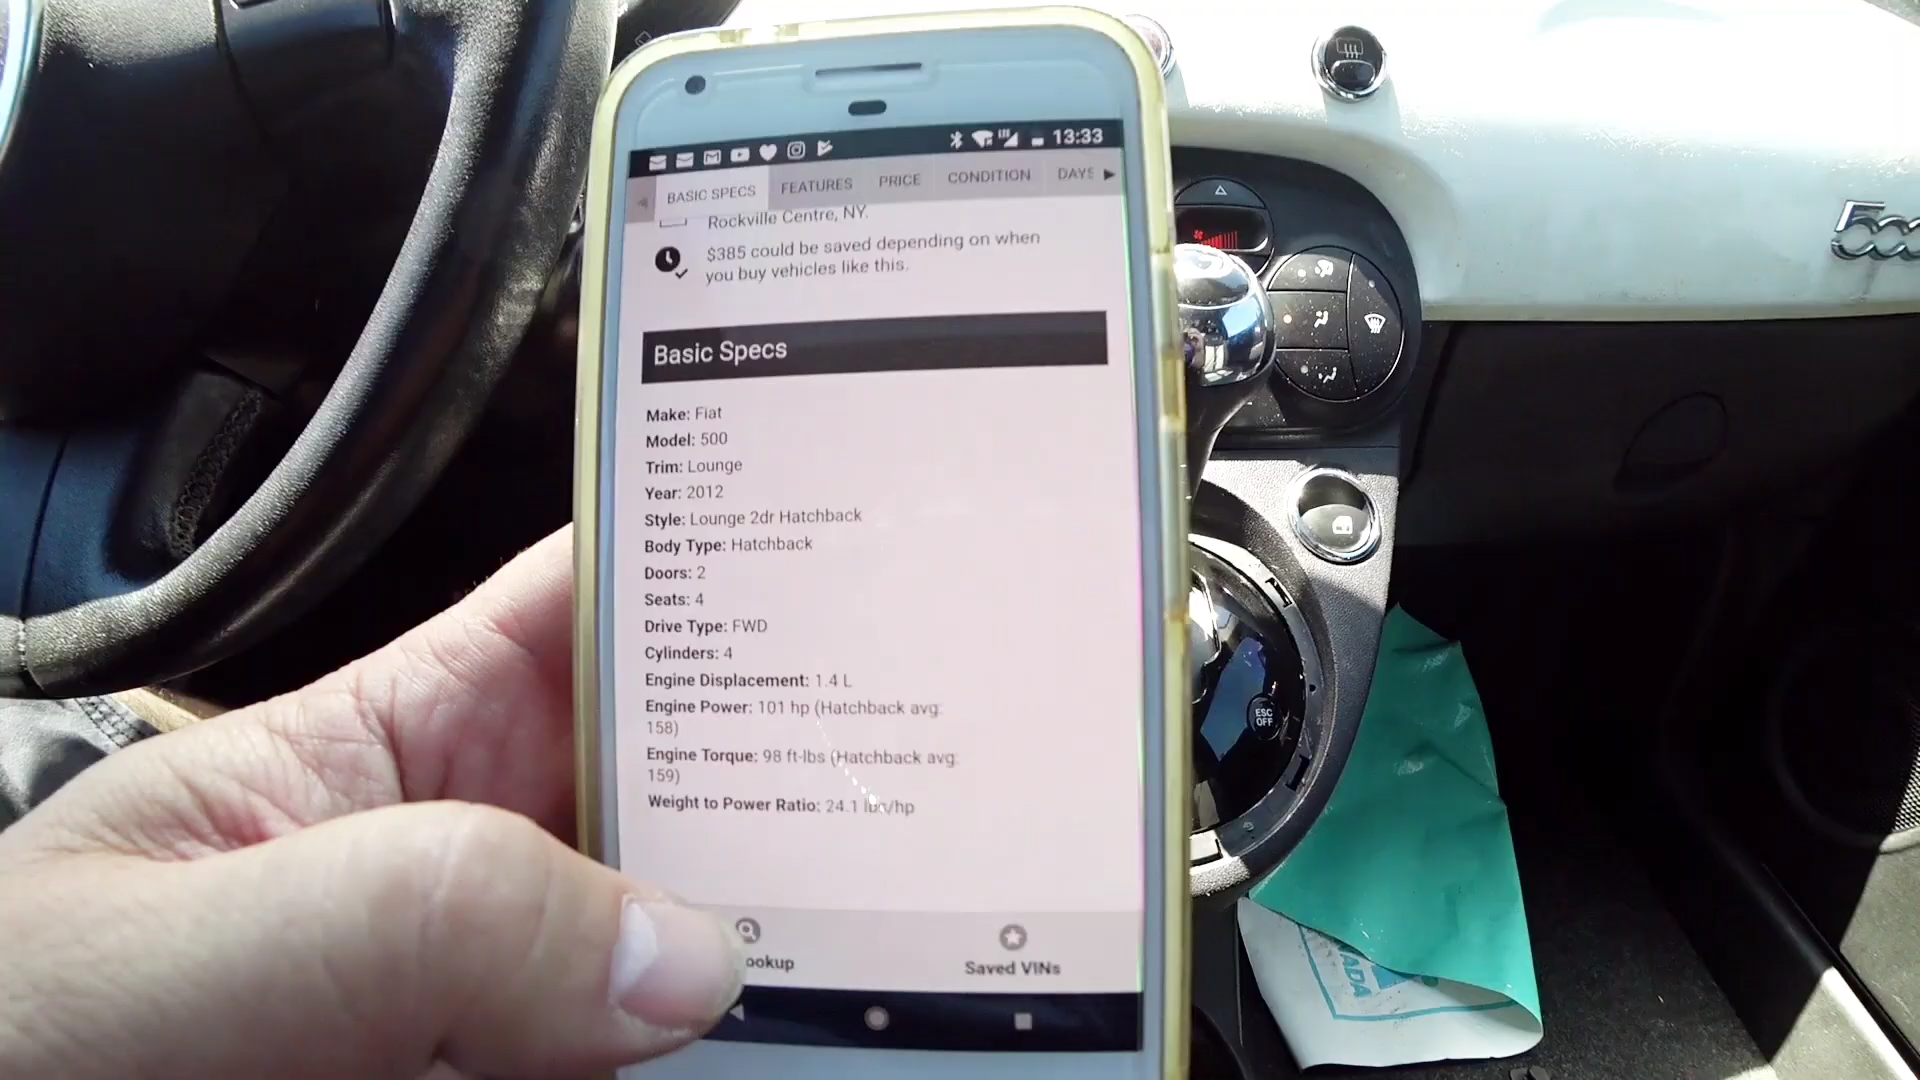 13:33
BASIC SPECS FEATURES PRICE CONDITION DAYS
Rockville Centre, NY.
$385 could be saved depending on when
you buy vehicles like this.
Basic Specs
Make: Fiat
Model: 500
Trim: Lounge
Year: 2012
Style: Lounge 2dr Hatchback
Body Type: Hatchback
Doors: 2
Seats: 4
Drive Type: FWD
Cylinders: 4
Engine Displacement: 1.4 L
Engine Power: 101 hp (Hatchback avg:
158)
Engine Torque: 98 ft-lbs (Hatchback avg:
159)
Weight to Power Ratio: 24.1
ookup
Saved VINs
500
ESC
OFF